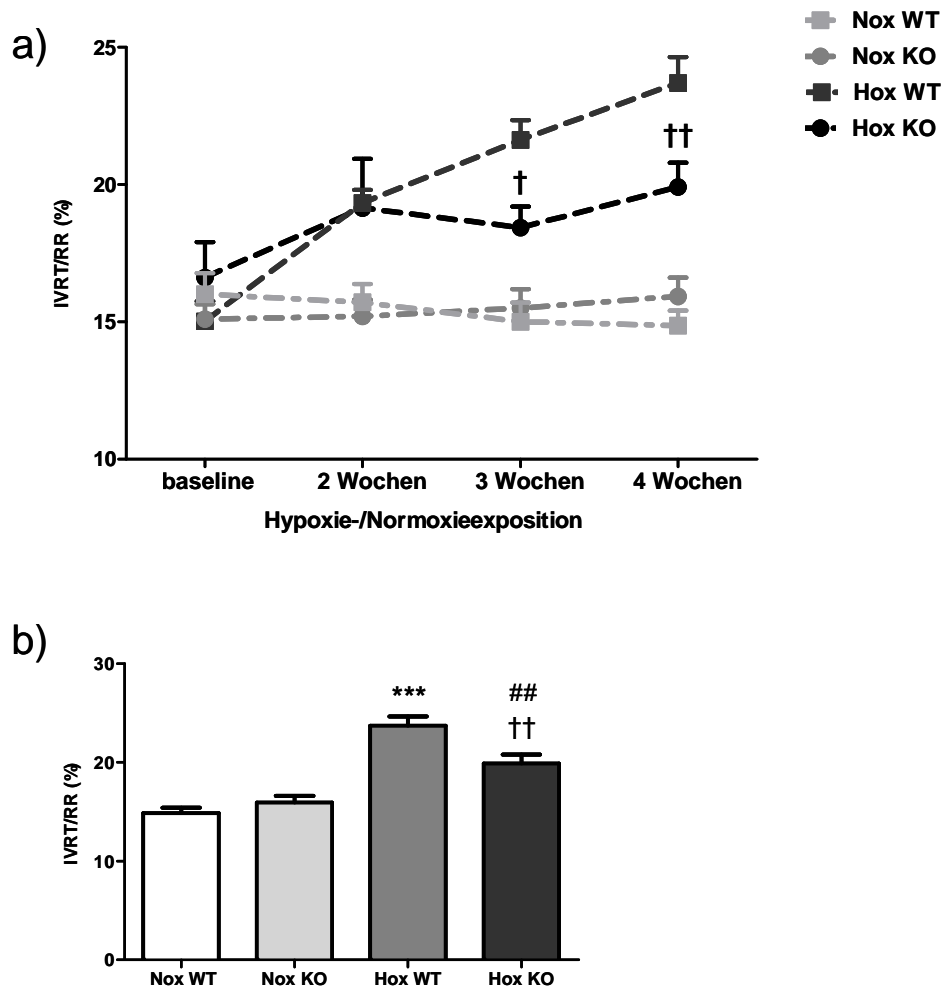 a)
Nox WT
Nox KO
Hox WT
Hox KO
25
20
15
10
IVRT/RR (%)
†
††
baseline
2 Wochen
3 Wochen
4 Wochen
Hypoxie-/Normoxieexposition
b)
30
20
10
0
IVRT/RR (%)
***
##
††
Nox WT
Nox KO
Hox WT
Hox KO